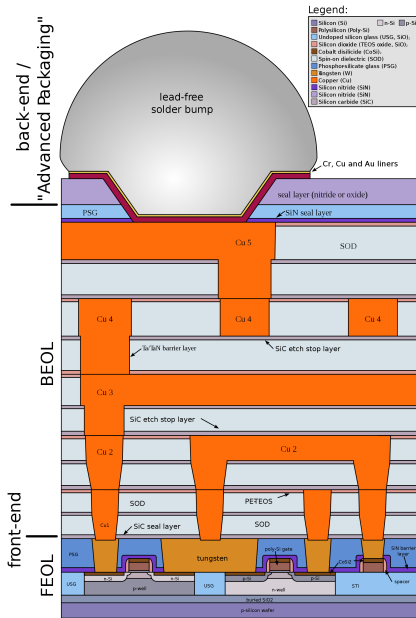 Legend:
Silicon (Si)
n-Si
p-Si
Polysilicon (Poly-Si)
Undoped silicon glass (USG, SiO₂)
Silicon dioxide (TEOS oxide, SiO₂)
Cobalt disilicide (CoSi₂)
Spin-on dielectric (SOD)
Phosphosilicate glass (PSG)
Tungsten (W)
Copper (Cu)
Silicon nitride (SiN)
Silicon nitride (SiN)
Silicon carbide (SiC)
back-end /
"Advanced Packaging"
lead-free
solder bump
Cr, Cu and Au liners
seal layer (nitride or oxide)
PSG
SiN seal layer
Cu 5
SOD
Cu 4
Cu 4
Cu 4
Ta/TaN barrier layer
SiC etch stop layer
BEOL
Cu 3
SiC etch stop layer
Cu 2
Cu 2
PE-TEOS
SOD
Cu1
SOD
SiC seal layer
front-end
FEOL
PSG
tungsten
poly-Si gate
CoSi2
SiN barrier
layer
spacer
n-Si
n-Si
p-Si
p-Si
USG
p-well
USG
n-well
STI
buried SiO2
p-silicon wafer